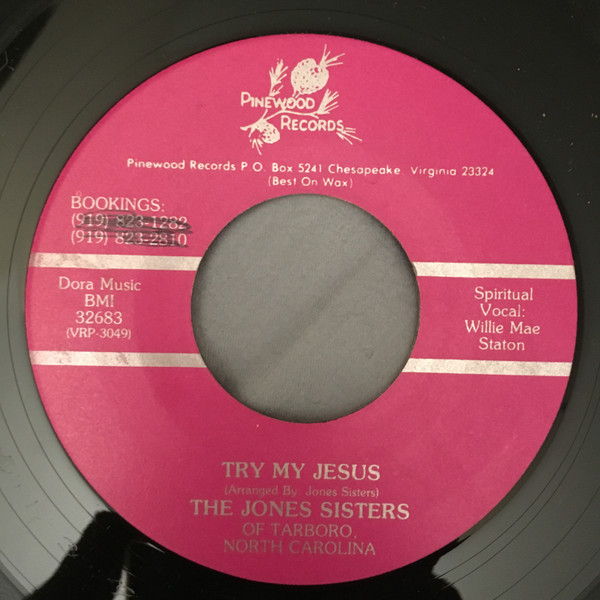 PINEWOOD
RECORDS
Pinewood Records P.O. Box 5241 Chesapeake, Virginia 23324
(Best On Wax)
BOOKINGS:
(919) 823-1282
(919) 823-2810
Dora Music
BMI
32683
(VRP-3049)
Spiritual
Vocal:
Willie Mae
Staton
TRY MY JESUS
(Arranged By: Jones Sisters)
THE JONES SISTERS
OF TARBORO,
NORTH CAROLINA